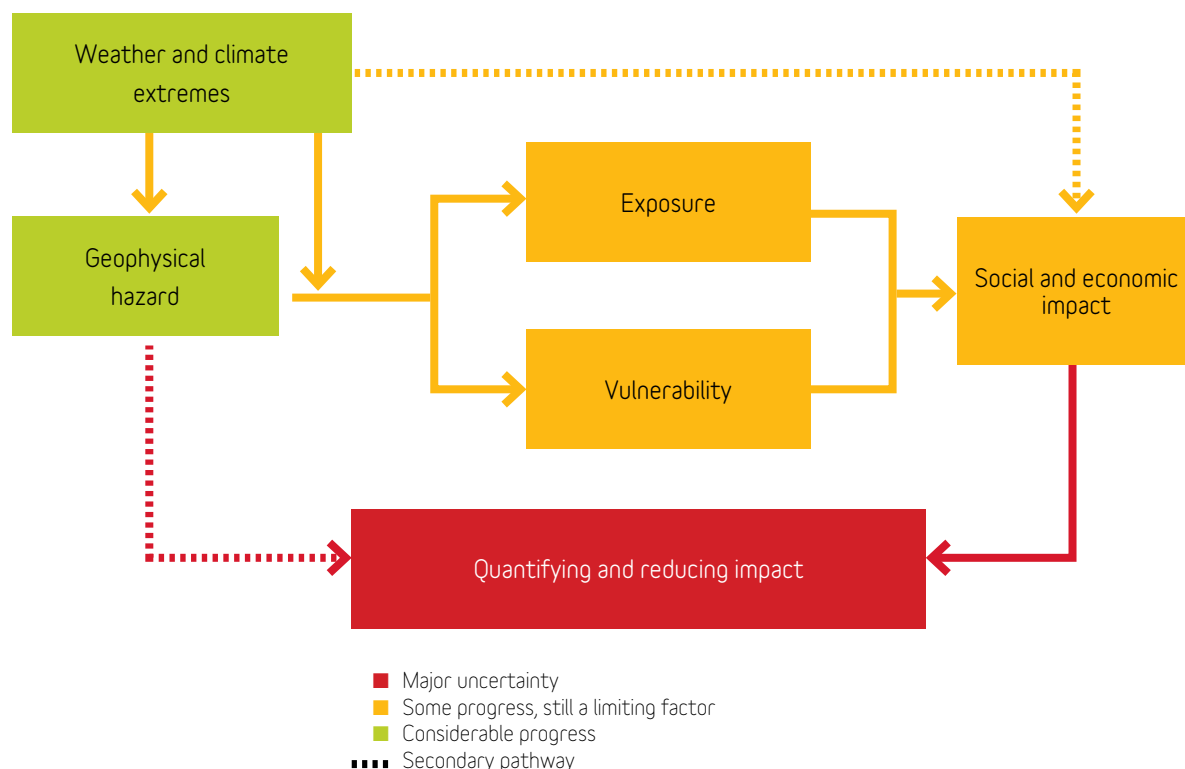 Weather and climate
extremes
Geophysical
hazard
Exposure
Vulnerability
Social and economic
impact
Quantifying and reducing impact
Major uncertainty
Some progress, still a limiting factor
Considerable progress
Secondary pathway